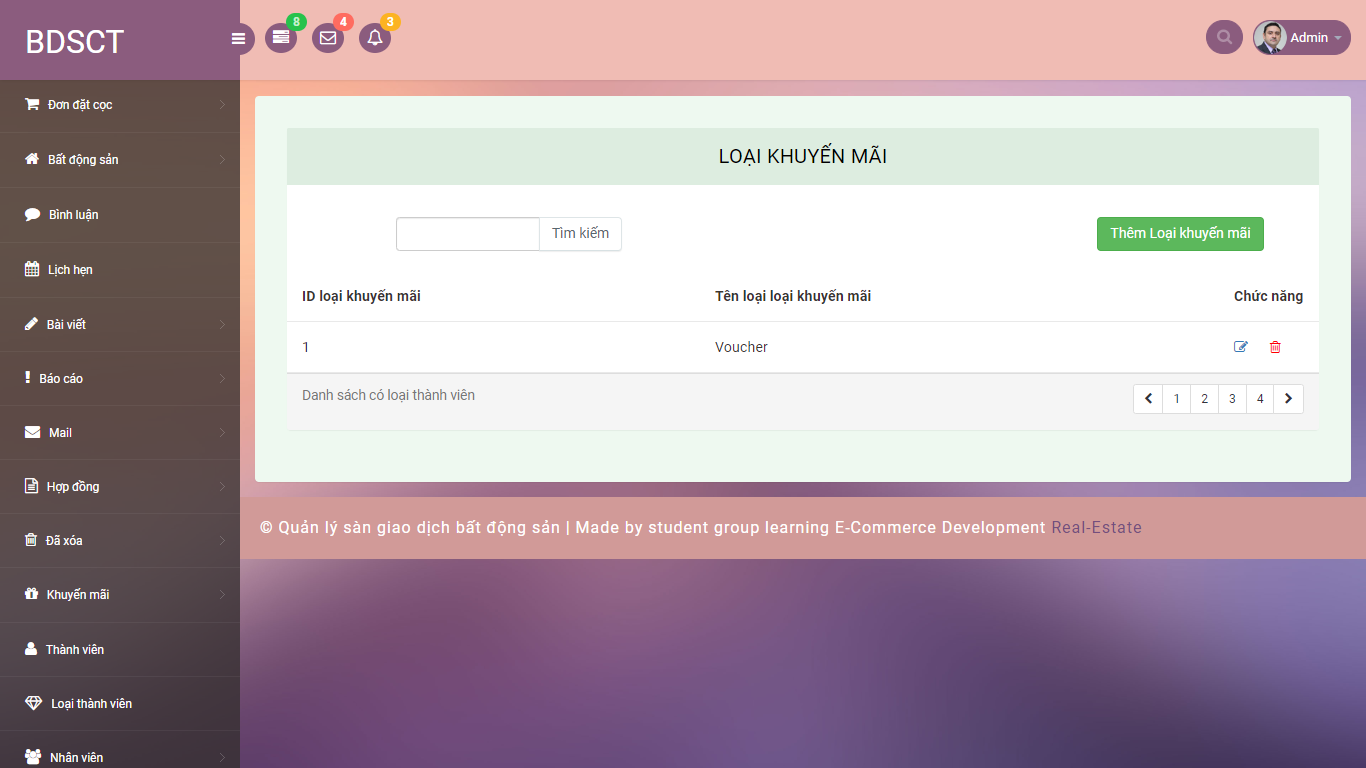 BDSCT
8
4
3
Admin
Đơn đặt cọc
Bất động sản
Bình luận
Lịch hẹn
Bài viết
Báo cáo
Mail
Hợp đồng
Đã xóa
Khuyến mãi
Thành viên
Loại thành viên
Nhân viên
LOẠI KHUYẾN MÃI
Tìm kiếm
Thêm Loại khuyến mãi
ID loại khuyến mãi Tên loại loại khuyến mãi Chức năng
1 Voucher
Danh sách có loại thành viên
1 2 3 4
© Quản lý sàn giao dịch bất động sản | Made by student group learning E-Commerce Development Real-Estate